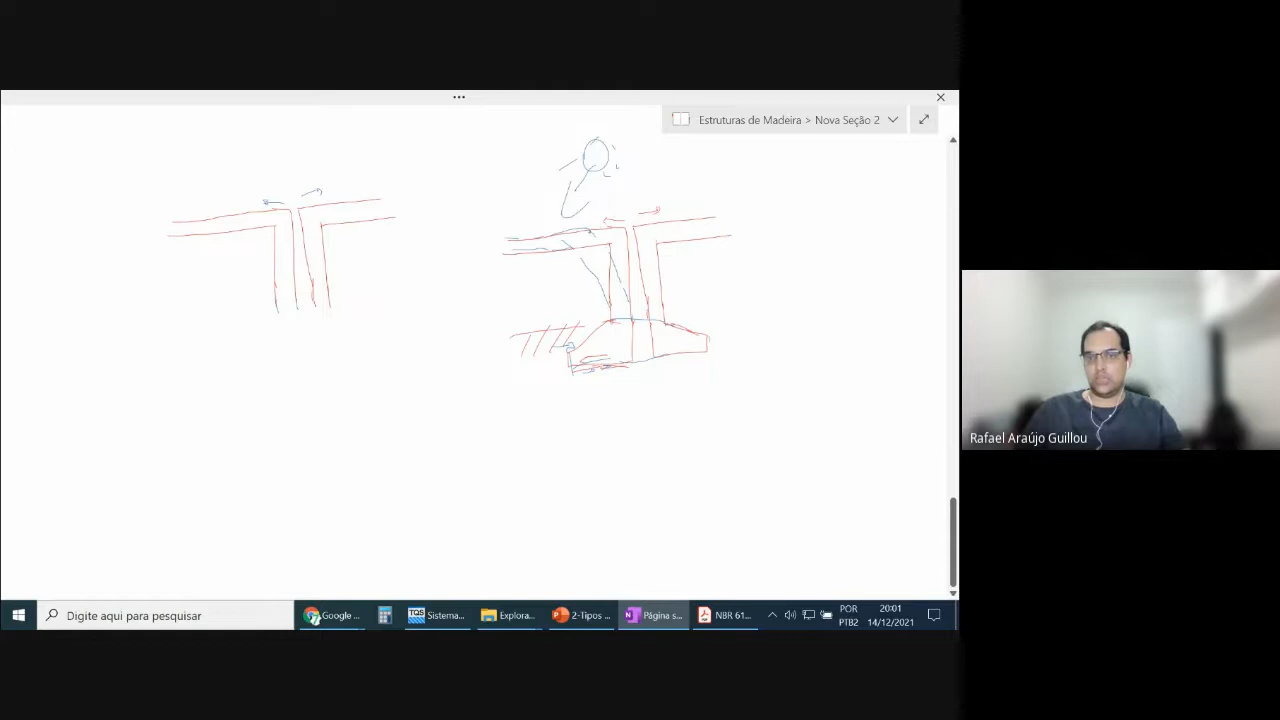 •••
Estruturas de Madeira > Nova Seção 2
Rafael Araújo Guillou
Digite aqui para pesquisar
Google ...
TQS
Sistema...
Explora...
2-Tipos ...
Página s...
NBR 61...
POR
PTB2
20:01
14/12/2021